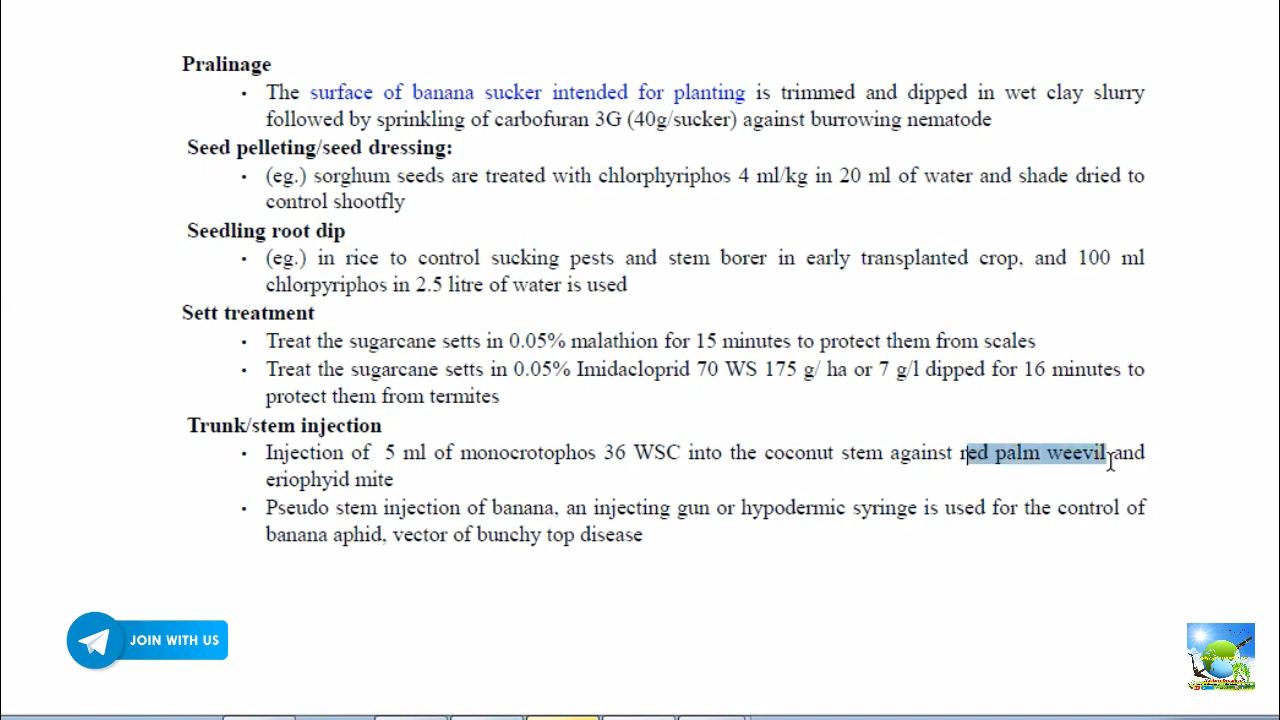 Pralinage
• The surface of banana sucker intended for planting is trimmed and dipped in wet clay slurry
followed by sprinkling of carbofuran 3G (40g/sucker) against burrowing nematode
Seed pelleting/seed dressing:
• (eg.) sorghum seeds are treated with chlorphyriphos 4 ml/kg in 20 ml of water and shade dried to
control shootfly
Seedling root dip
• (eg.) in rice to control sucking pests and stem borer in early transplanted crop, and 100 ml
chlorpyriphos in 2.5 litre of water is used
Sett treatment
• Treat the sugarcane setts in 0.05% malathion for 15 minutes to protect them from scales
• Treat the sugarcane setts in 0.05% Imidacloprid 70 WS 175 g/ ha or 7 g/l dipped for 16 minutes to
protect them from termites
Trunk/stem injection
• Injection of 5 ml of monocrotophos 36 WSC into the coconut stem against red palm weevil and
eriophyid mite
• Pseudo stem injection of banana, an injecting gun or hypodermic syringe is used for the control of
banana aphid, vector of bunchy top disease
JOIN WITH US